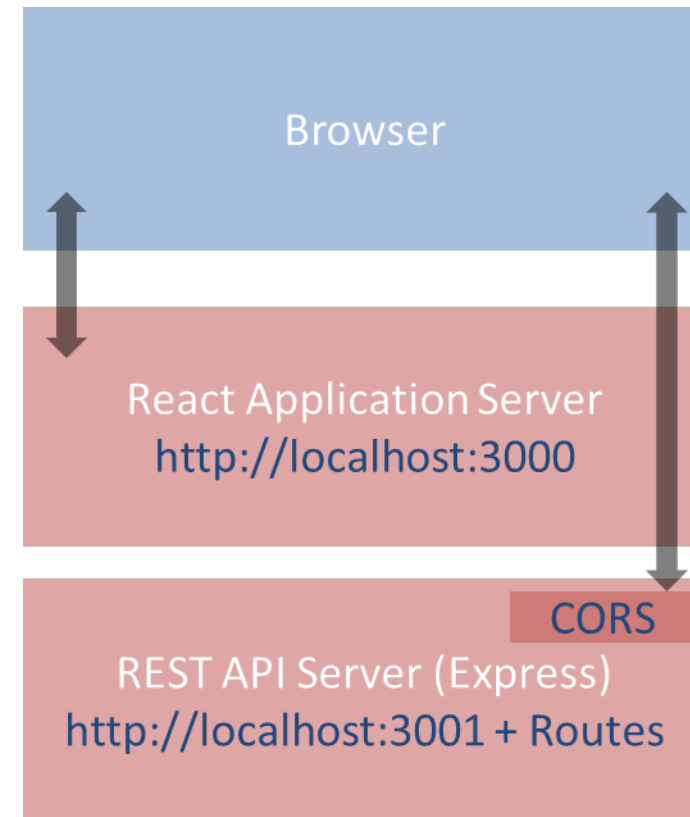 Browser
React Application Server
http://localhost:3000
CORS
REST API Server (Express)
http://localhost:3001 + Routes